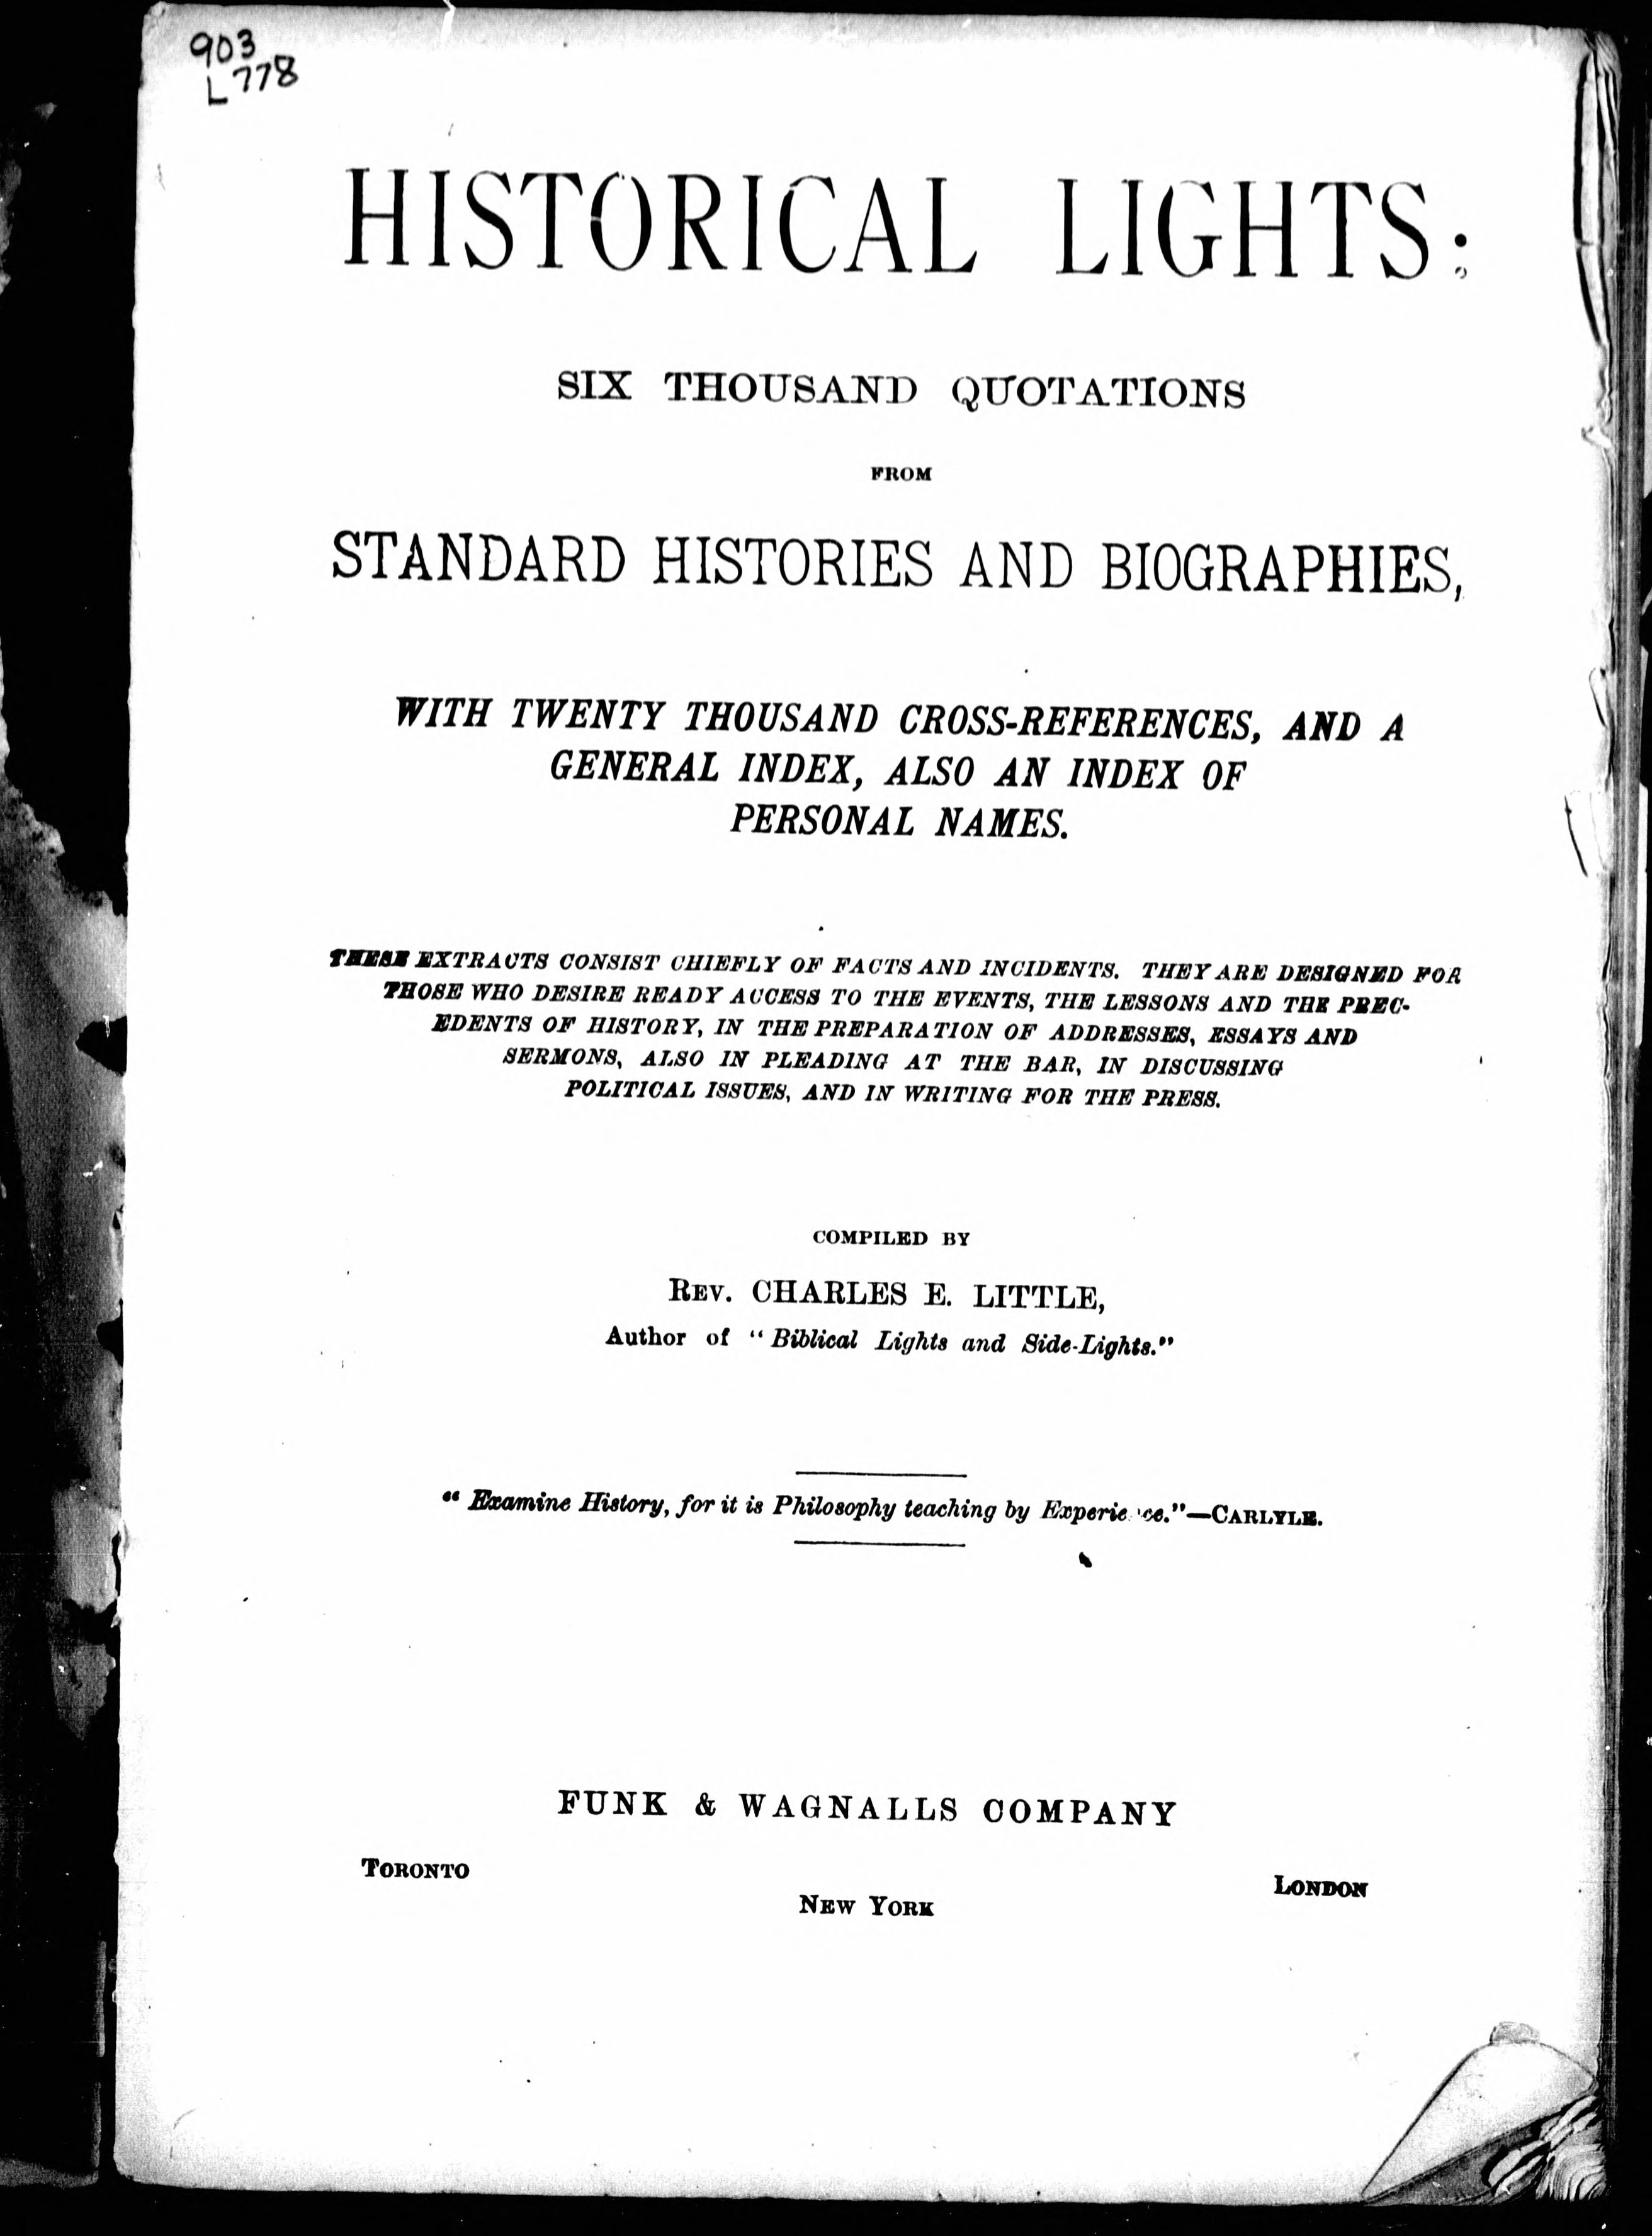 903
L778
HISTORICAL LIGHTS:
SIX THOUSAND QUOTATIONS
FROM
STANDARD HISTORIES AND BIOGRAPHIES,
WITH TWENTY THOUSAND CROSS-REFERENCES, AND A
GENERAL INDEX, ALSO AN INDEX OF
PERSONAL NAMES.
THESE EXTRACTS CONSIST CHIEFLY OF FACTS AND INCIDENTS. THEY ARE DESIGNED FOR
THOSE WHO DESIRE READY ACCESS TO THE EVENTS, THE LESSONS AND THE PREC-
EDENTS OF HISTORY, IN THE PREPARATION OF ADDRESSES, ESSAYS AND
SERMONS, ALSO IN PLEADING AT THE BAR, IN DISCUSSING
POLITICAL ISSUES, AND IN WRITING FOR THE PRESS.
COMPILED BY
REV. CHARLES E. LITTLE,
Author of "Biblical Lights and Side-Lights."
"Examine History, for it is Philosophy teaching by Experience."—CARLYLE.
FUNK & WAGNALLS COMPANY
TORONTO
NEW YORK
LONDON